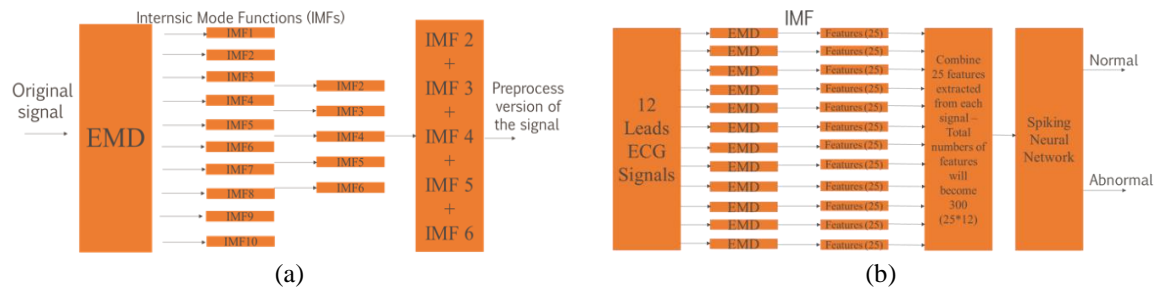 Internsic Mode Functions (IMFs)
Original
signal
EMD
IMF1
IMF2
IMF3
IMF4
IMF5
IMF6
IMF7
IMF8
IMF9
IMF10
IMF2
IMF3
IMF4
IMF5
IMF6
IMF 2
+
IMF 3
+
IMF 4
+
IMF 5
+
IMF 6
Preprocess
version of
the signal
(a)
IMF
12
Leads
ECG
Signals
EMD
EMD
EMD
EMD
EMD
EMD
EMD
EMD
EMD
EMD
EMD
EMD
Features (25)
Features (25)
Features (25)
Features (25)
Features (25)
Features (25)
Features (25)
Features (25)
Features (25)
Features (25)
Features (25)
Features (25)
Combine
25 features
extracted
from each
signal –
Total
numbers of
features
will
become
300
(25*12)
Spiking
Neural
Network
Normal
Abnormal
(b)